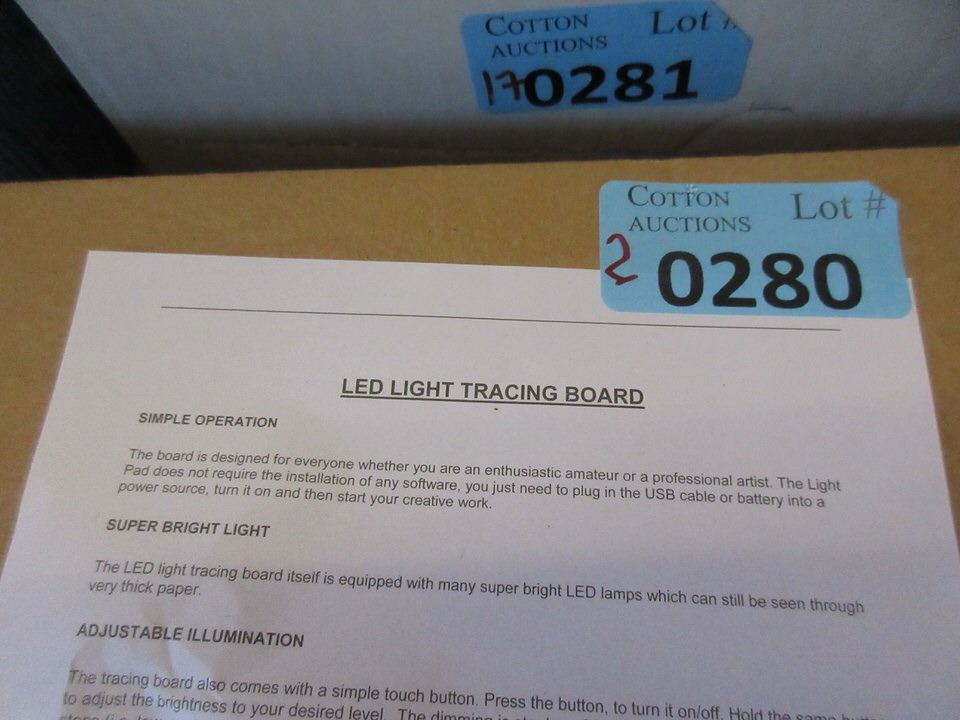 COTTON
AUCTIONS
Lot #
17 0281
COTTON
AUCTIONS
Lot #
2 0280
LED LIGHT TRACING BOARD
SIMPLE OPERATION
The board is designed for everyone whether you are an enthusiastic amateur or a professional artist. The Light
Pad does not require the installation of any software, you just need to plug in the USB cable or battery into a
power source, turn it on and then start your creative work.
SUPER BRIGHT LIGHT
The LED light tracing board itself is equipped with many super bright LED lamps which can still be seen through
very thick paper.
ADJUSTABLE ILLUMINATION
The tracing board also comes with a simple touch button. Press the button, to turn it on/off. Hold the same
to adjust the brightness to your desired level. The dimming is